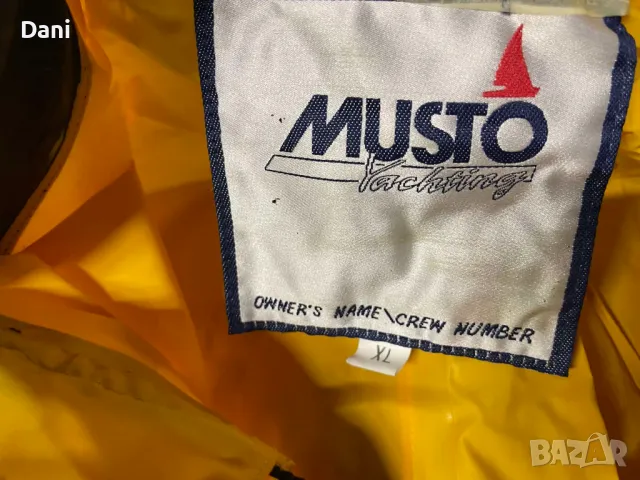 Dani
MUSTO
Yachting
OWNER'S NAME\CREW NUMBER
XL
BAZAR